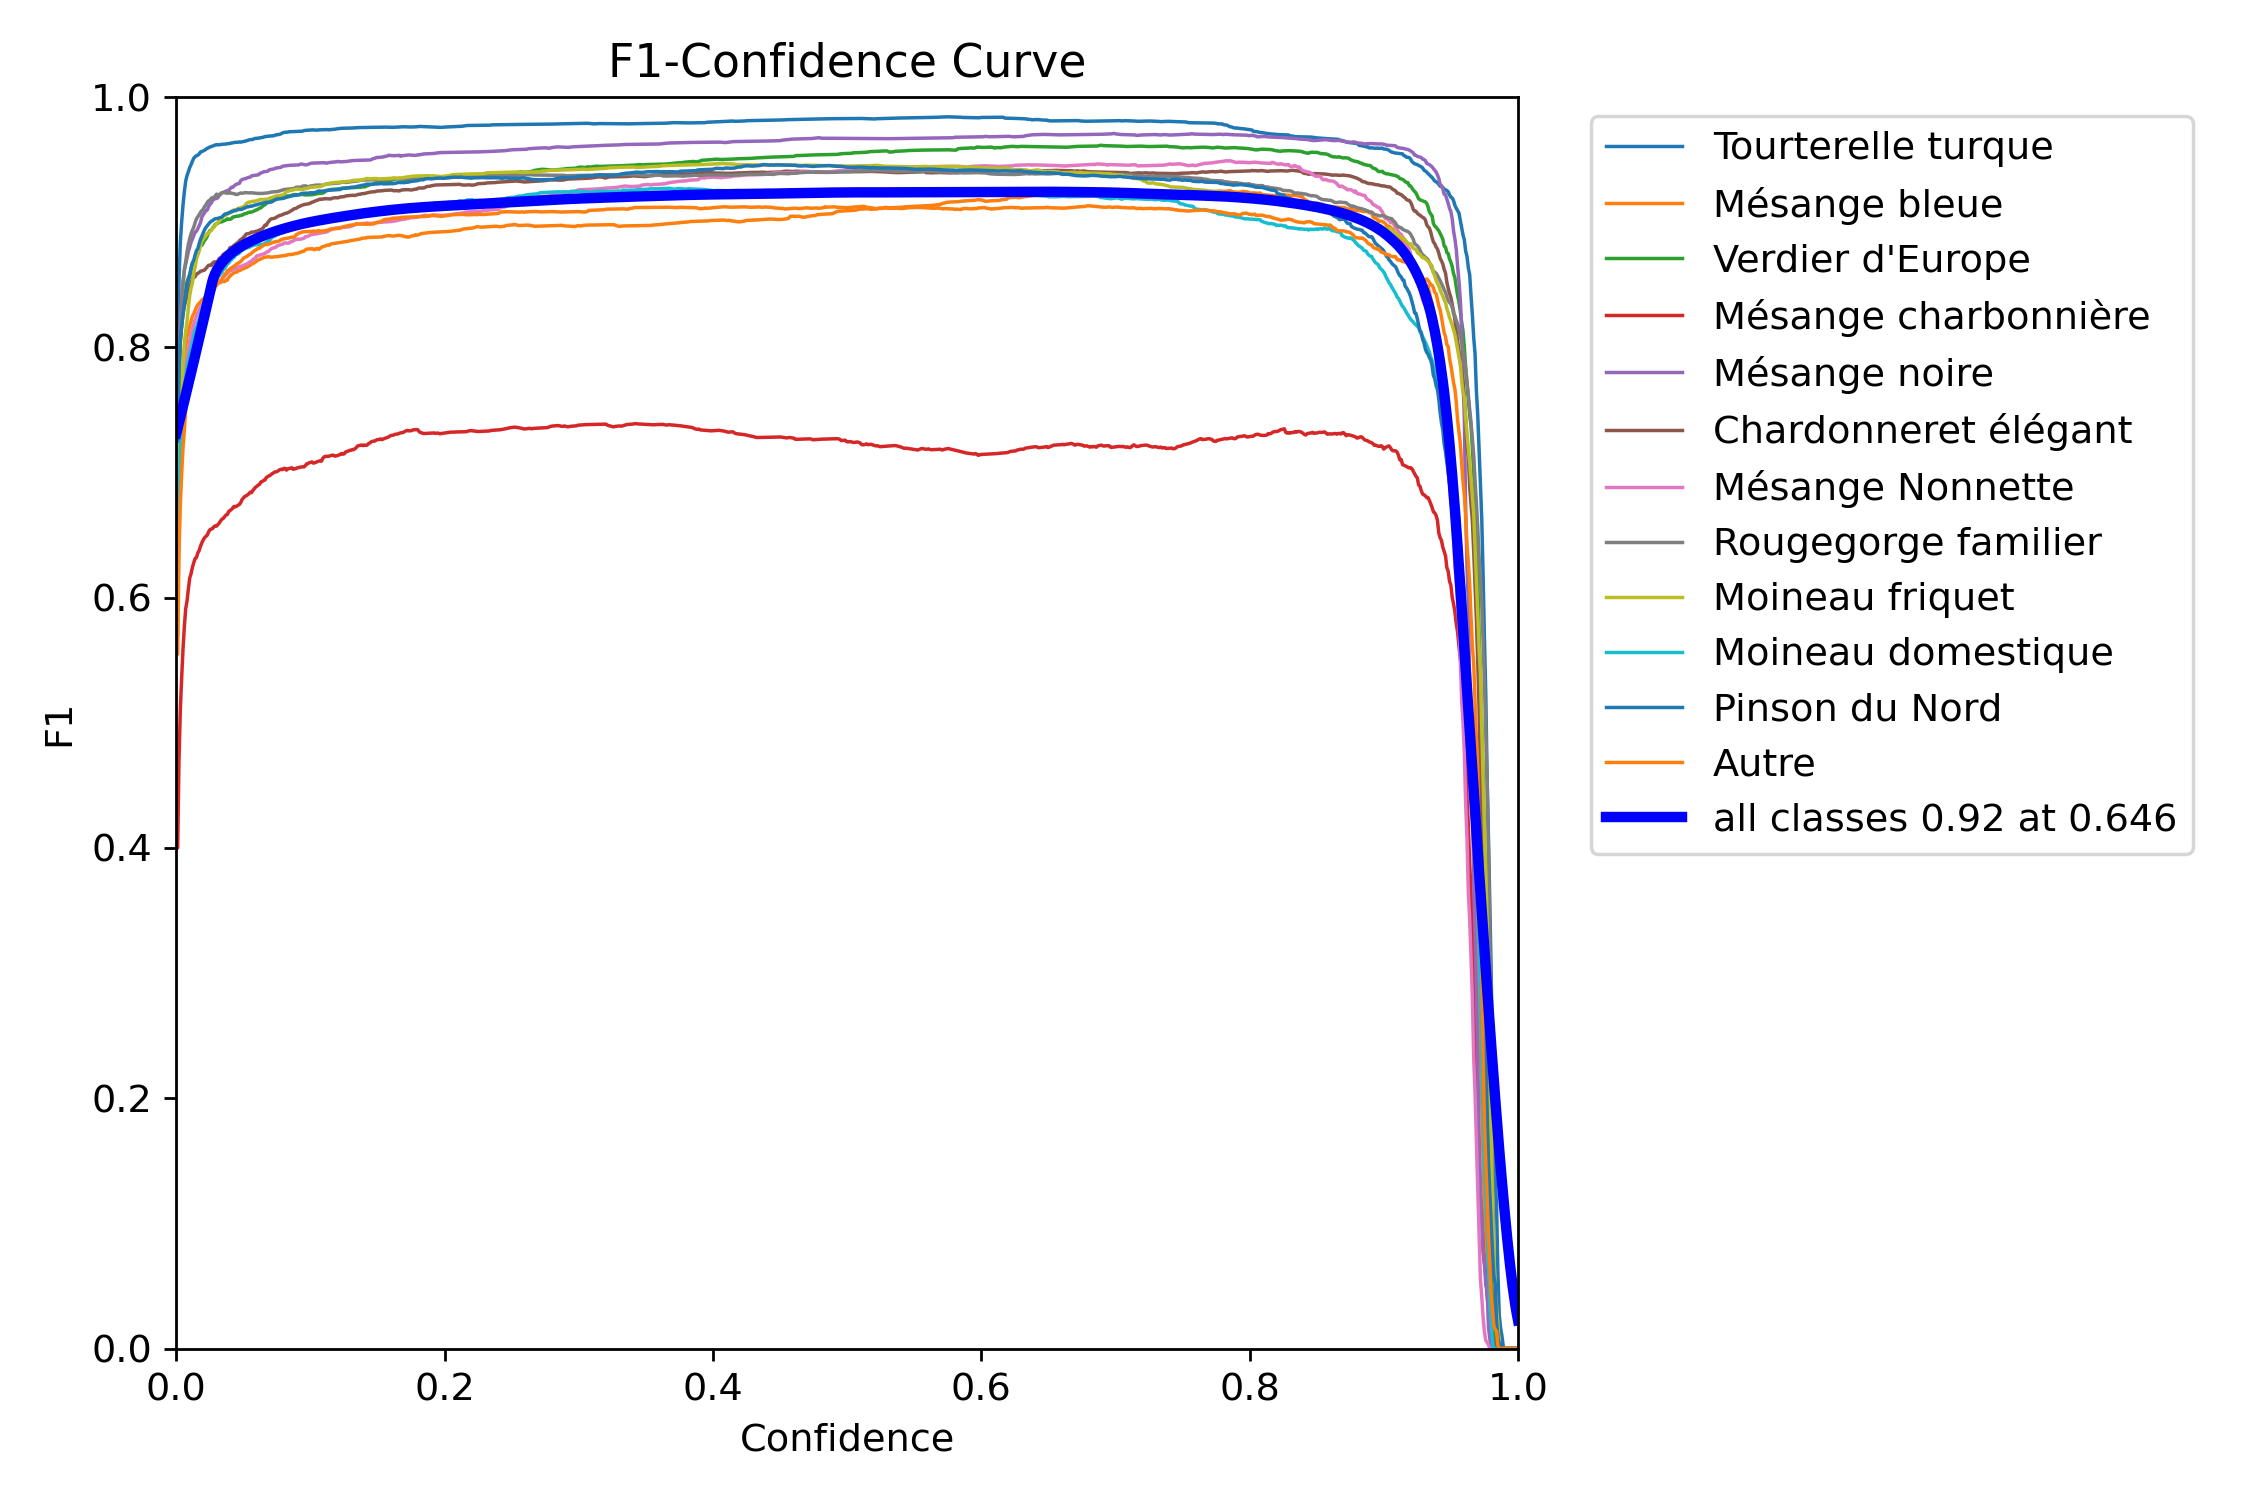 F1-Confidence Curve
1.0
0.8
0.6
0.4
0.2
0.0
F1
0.0 0.2 0.4 0.6 0.8 1.0
Confidence
Tourterelle turque
Mésange bleue
Verdier d'Europe
Mésange charbonnière
Mésange noire
Chardonneret élégant
Mésange Nonnette
Rougegorge familier
Moineau friquet
Moineau domestique
Pinson du Nord
Autre
all classes 0.92 at 0.646